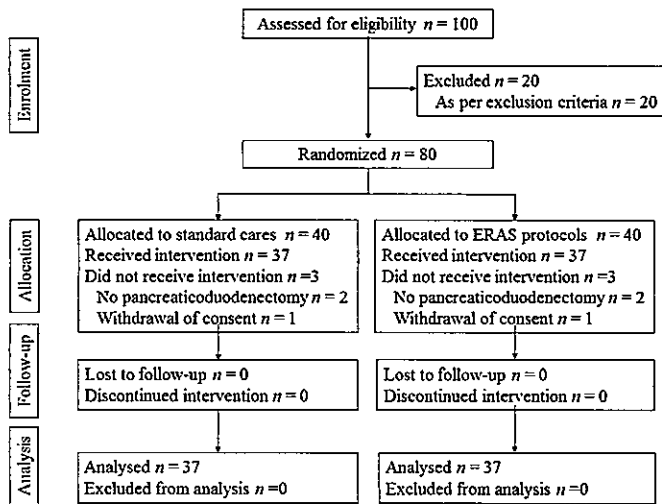 Assessed for eligibility n = 100
Enrolment
Excluded n = 20
As per exclusion criteria n = 20
Randomized n = 80
Allocation
Allocated to standard cares n = 40
Received intervention n = 37
Did not receive intervention n =3
No pancreaticoduodenectomy n = 2
Withdrawal of consent n = 1
Allocated to ERAS protocols n = 40
Received intervention n = 37
Did not receive intervention n =3
No pancreaticoduodenectomy n = 2
Withdrawal of consent n = 1
Follow-up
Lost to follow-up n = 0
Discontinued intervention n = 0
Lost to follow-up n = 0
Discontinued intervention n = 0
Analysis
Analysed n = 37
Excluded from analysis n =0
Analysed n = 37
Excluded from analysis n =0